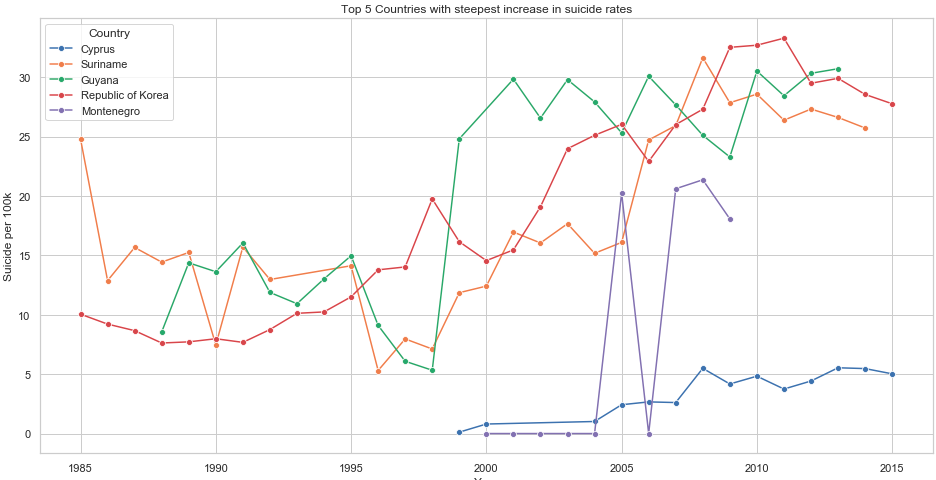 Top 5 Countries with steepest increase in suicide rates
Country
Cyprus
Suriname
Guyana
Republic of Korea
Montenegro
Suicide per 100k
30
25
20
15
10
5
0
1985 1990 1995 2000 2005 2010 2015